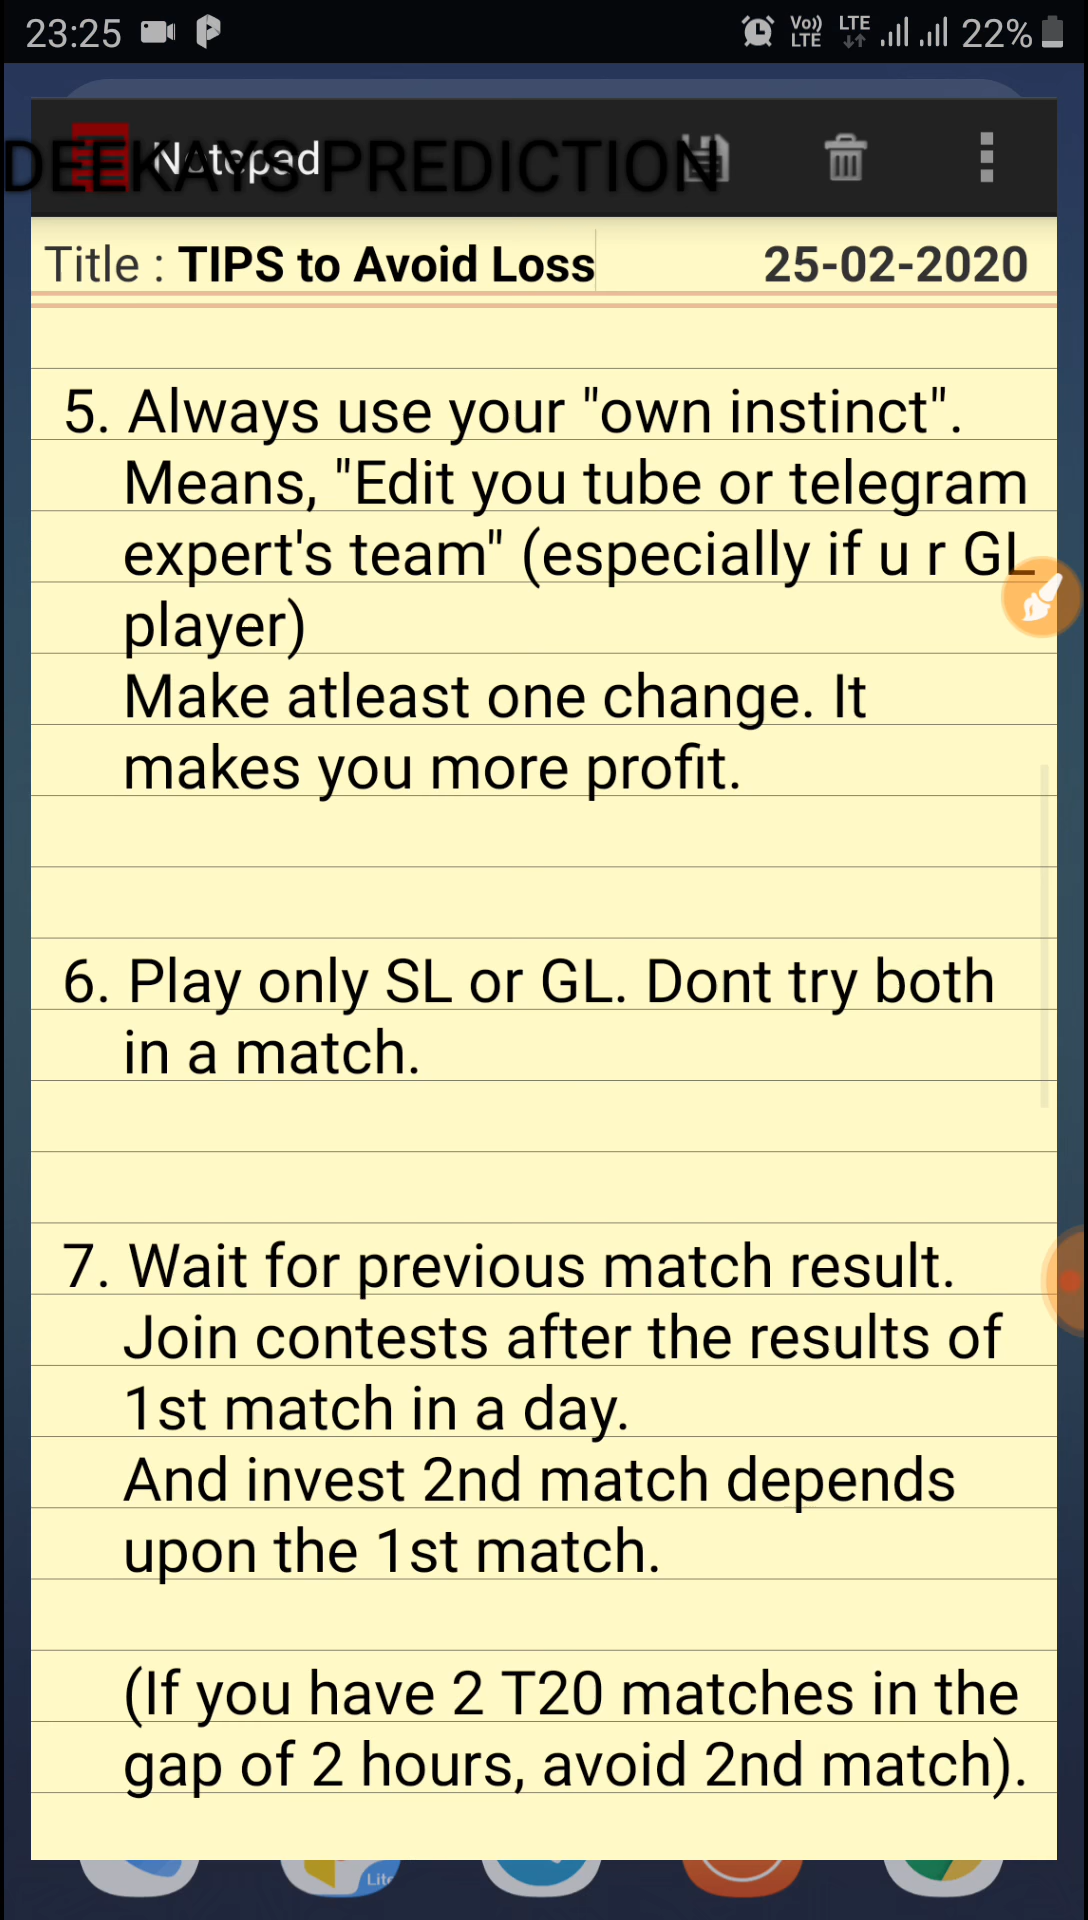 23:25 Vo)) LTE LTE 22%
Notepad
DEEKAYS PREDICTION
Title : TIPS to Avoid Loss 25-02-2020
5. Always use your "own instinct".
Means, "Edit you tube or telegram
expert's team" (especially if u r GL
player)
Make atleast one change. It
makes you more profit.
6. Play only SL or GL. Dont try both
in a match.
7. Wait for previous match result.
Join contests after the results of
1st match in a day.
And invest 2nd match depends
upon the 1st match.
(If you have 2 T20 matches in the
gap of 2 hours, avoid 2nd match).
Lite